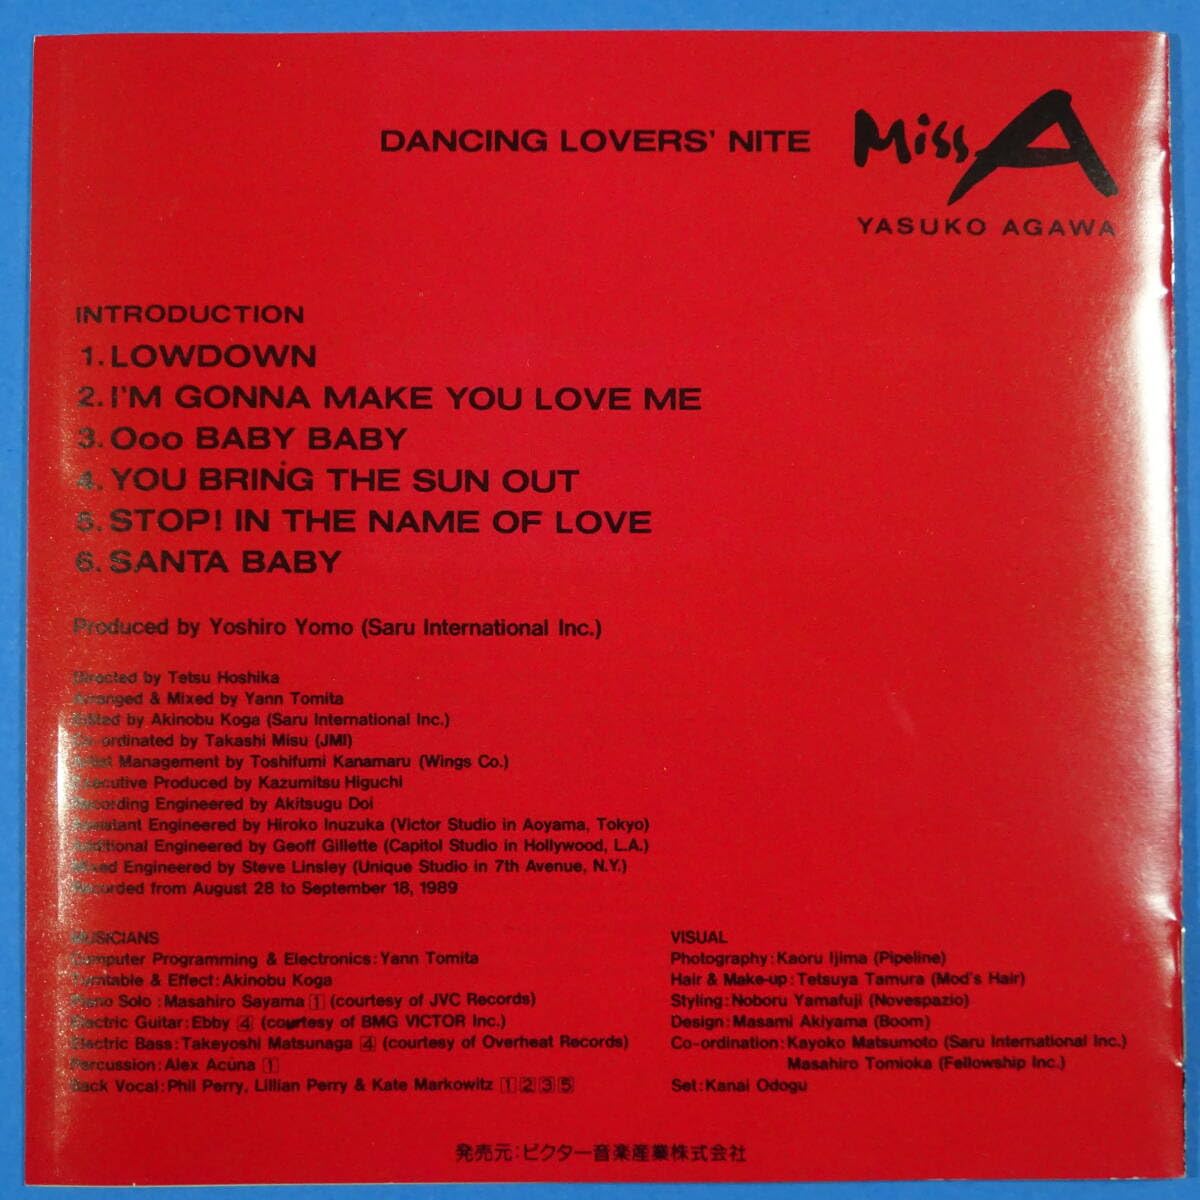 DANCING LOVERS' NITE
Miss A
YASUKO AGAWA
INTRODUCTION
1. LOWDOWN
2. I'M GONNA MAKE YOU LOVE ME
3. Ooo BABY BABY
4. YOU BRING THE SUN OUT
5. STOP! IN THE NAME OF LOVE
6. SANTA BABY
Produced by Yoshiro Yomo (Saru International Inc.)
Directed by Tetsu Hoshika
Arranged & Mixed by Yann Tomita
Edited by Akinobu Koga (Saru International Inc.)
Co-ordinated by Takashi Misu (JMI)
Artist Management by Toshifumi Kanamaru (Wings Co.)
Executive Produced by Kazumitsu Higuchi
Recording Engineered by Akitsugu Doi
Assistant Engineered by Hiroko Inuzuka (Victor Studio in Aoyama, Tokyo)
Additional Engineered by Geoff Gillette (Capitol Studio in Hollywood, L.A.)
Mixed Engineered by Steve Linsley (Unique Studio in 7th Avenue, N.Y.)
Recorded from August 28 to September 18, 1989
MUSICIANS
Computer Programming & Electronics: Yann Tomita
Turntable & Effect: Akinobu Koga
Piano Solo: Masahiro Sayama 1 (courtesy of JVC Records)
Electric Guitar: Ebby 4 (courtesy of BMG VICTOR Inc.)
Electric Bass: Takeyoshi Matsunaga 4 (courtesy of Overheat Records)
Percussion: Alex Acúna 1
Back Vocal: Phil Perry, Lillian Perry & Kate Markowitz 1 2 3 5
VISUAL
Photography: Kaoru Ijima (Pipeline)
Hair & Make-up: Tetsuya Tamura (Mod's Hair)
Styling: Noboru Yamafuji (Novespazio)
Design: Masami Akiyama (Boom)
Co-ordination: Kayoko Matsumoto (Saru International Inc.)
Masahiro Tomioka (Fellowship Inc.)
Set: Kanai Odogu
発売元:ビクター音楽産業株式会社